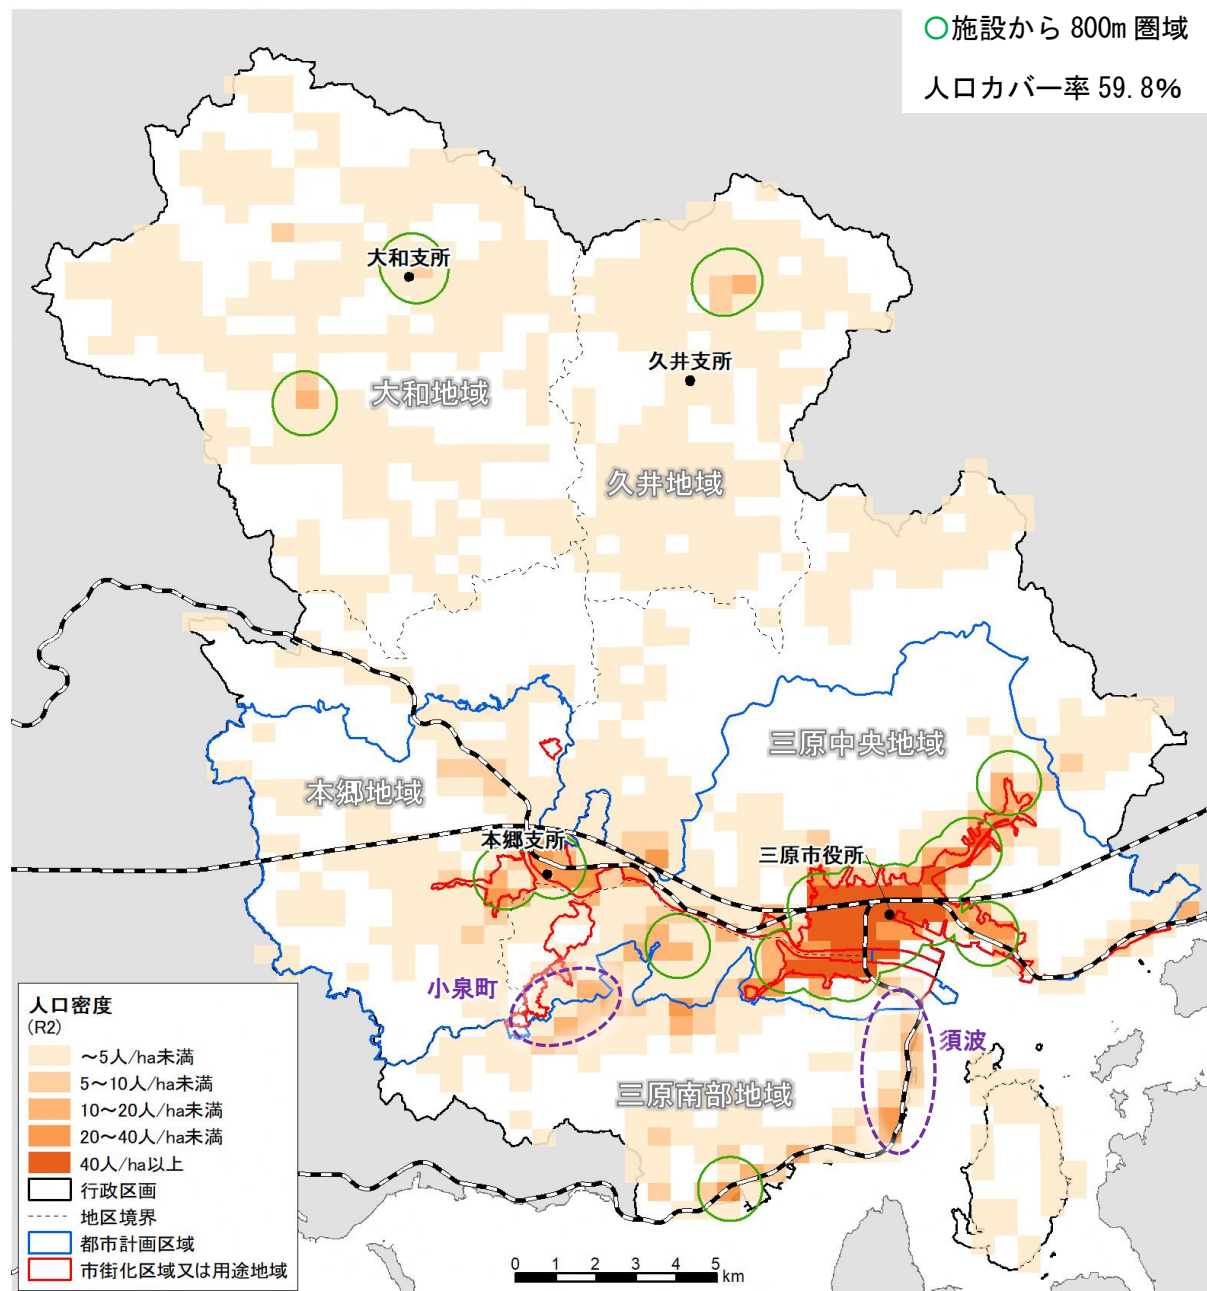 ○施設から 800m 圏域
人口カバー率 59.8%
大和支所
久井支所
大和地域
久井地域
三原中央地域
本郷地域
本郷支所
三原市役所
小泉町
須波
三原南部地域
人口密度
(R2)
～5人/ha未満
5～10人/ha未満
10～20人/ha未満
20～40人/ha未満
40人/ha以上
行政区画
地区境界
都市計画区域
市街化区域又は用途地域
0 1 2 3 4 5
km